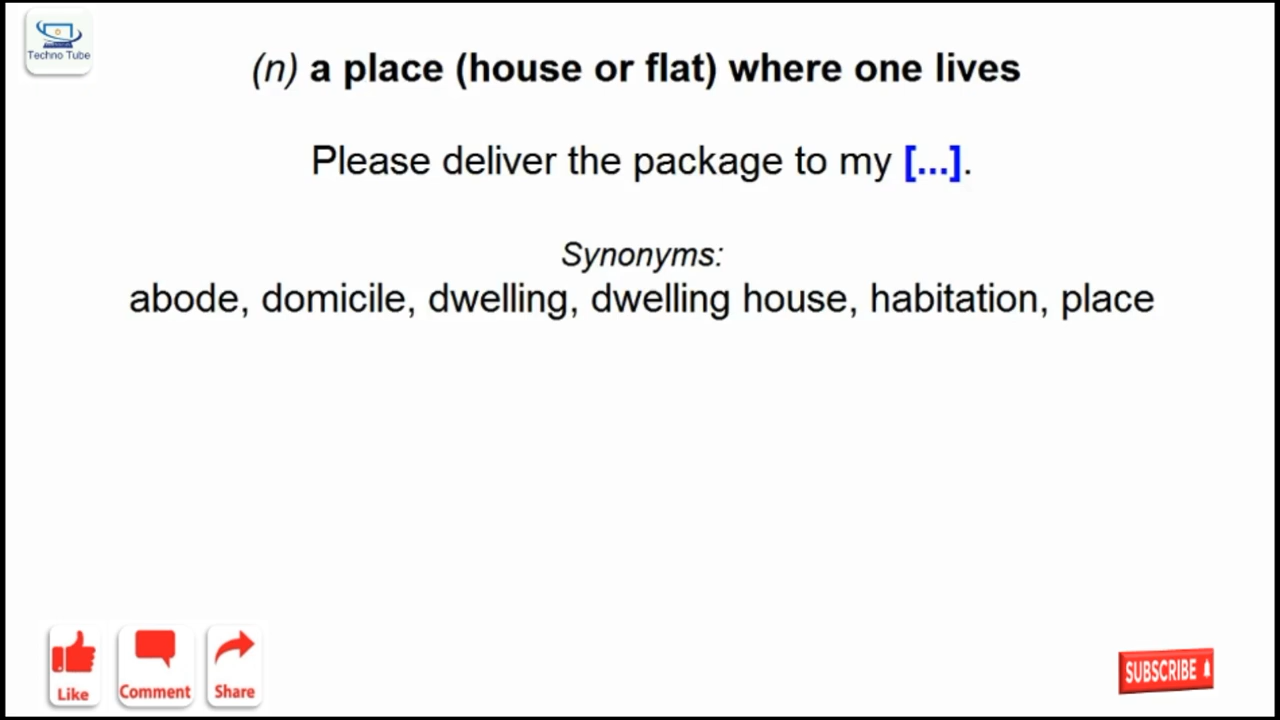 Techno Tube
(n) a place (house or flat) where one lives
Please deliver the package to my [...].
Synonyms:
abode, domicile, dwelling, dwelling house, habitation, place
Like
Comment
Share
SUBSCRIBE